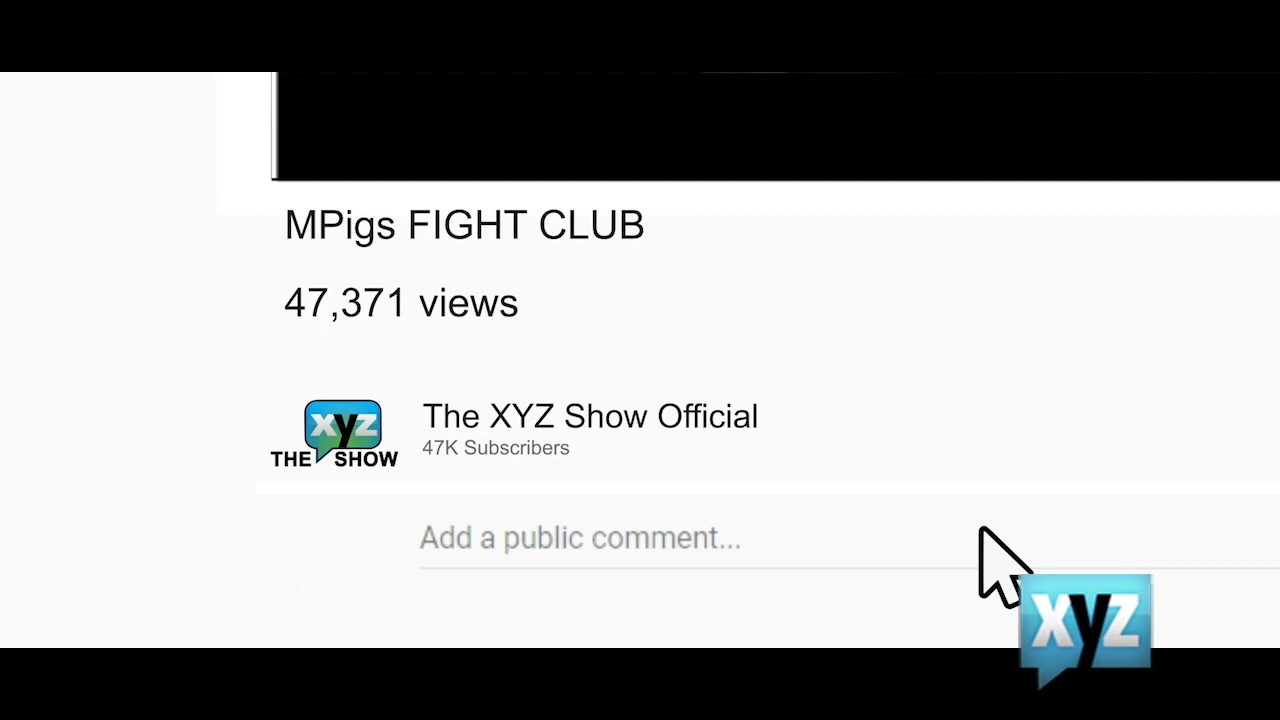 MPigs FIGHT CLUB
47,371 views
xyz
THE SHOW
The XYZ Show Official
47K Subscribers
Add a public comment...
xyz